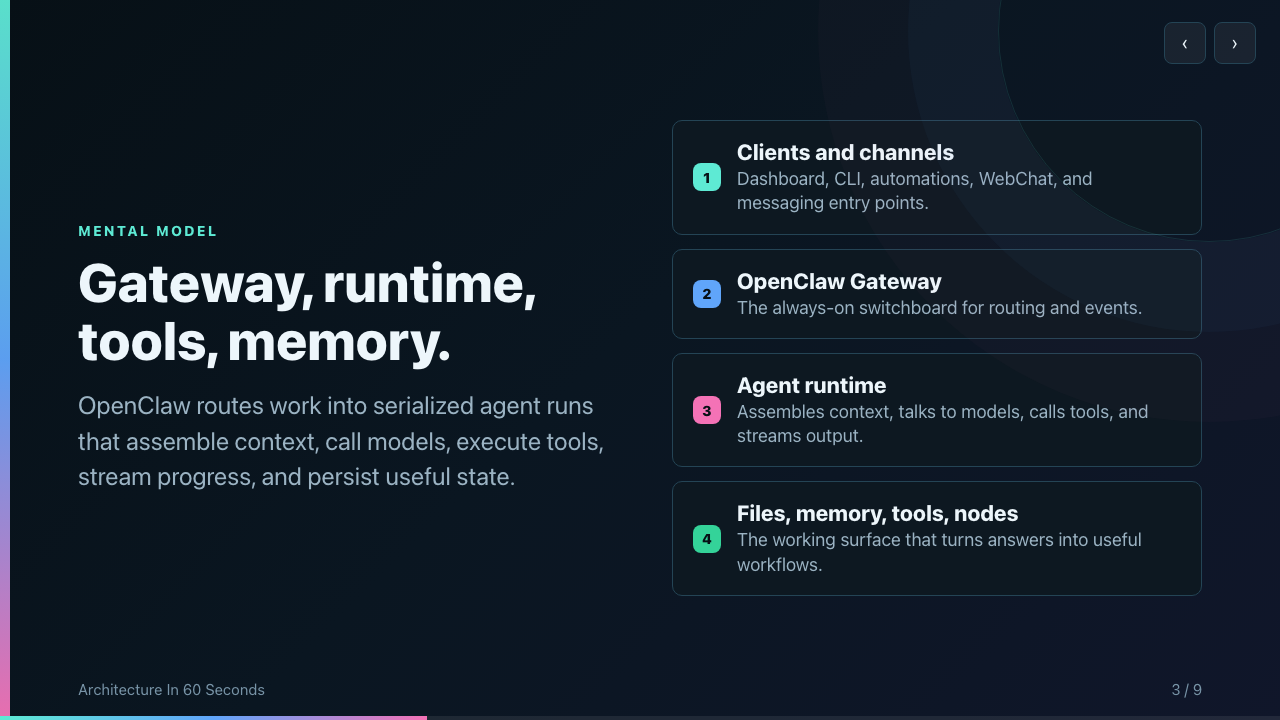 ‹ ›
MENTAL MODEL
Gateway, runtime,
tools, memory.
OpenClaw routes work into serialized agent runs
that assemble context, call models, execute tools,
stream progress, and persist useful state.
1
Clients and channels
Dashboard, CLI, automations, WebChat, and
messaging entry points.
2
OpenClaw Gateway
The always-on switchboard for routing and events.
3
Agent runtime
Assembles context, talks to models, calls tools, and
streams output.
4
Files, memory, tools, nodes
The working surface that turns answers into useful
workflows.
Architecture In 60 Seconds
3 / 9